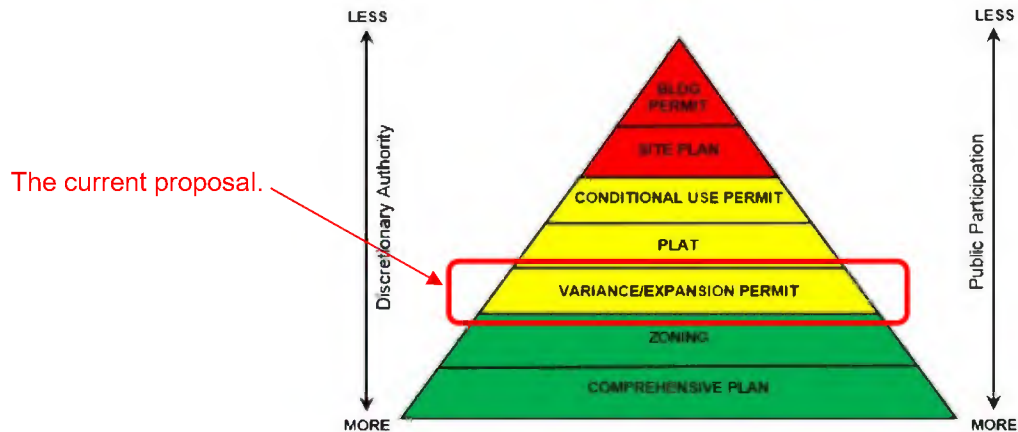 LESS
LESS
BLDG
PERMIT
SITE PLAN
Discretionary Authority
Public Participation
The current proposal.
CONDITIONAL USE PERMIT
PLAT
VARIANCE/EXPANSION PERMIT
ZONING
COMPREHENSIVE PLAN
MORE
MORE